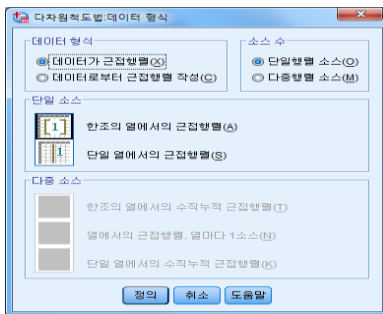 다차원척도법:데이터 형식
데이터 형식
데이터가 근접행렬(X)
데이터로부터 근접행렬 작성(C)
소스 수
단일행렬 소스(O)
다중행렬 소스(M)
단일 소스
[1] 한조의 열에서의 근접행렬(A)
1 단일 열에서의 근접행렬(S)
다중 소스
한조의 열에서의 수직누적 근접행렬(T)
열에서의 근접행렬, 열마다 1소스(N)
단일 열에서의 수직누적 근접행렬(K)
정의 취소 도움말